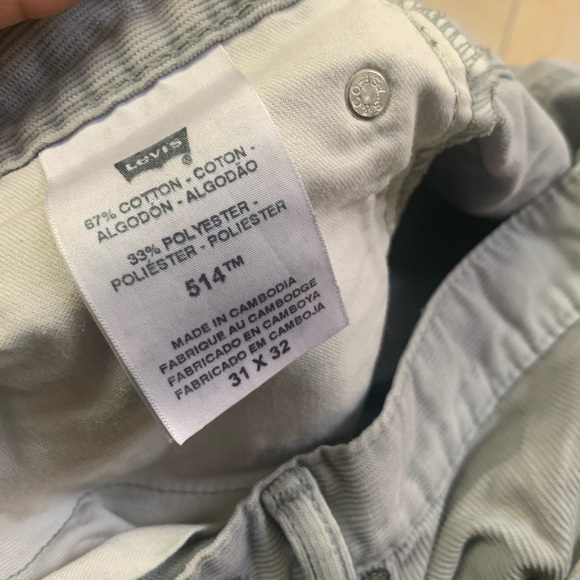 Levi's
67% COTTON - COTON -
ALGODÓN - ALGODÃO
33% POLYESTER -
POLIÉSTER - POLIESTER
514™
MADE IN CAMBODIA
FABRIQUE AU CAMBODGE
FABRICADO EN CAMBOYA
FABRICADO EM CAMBOJA
31 X 32